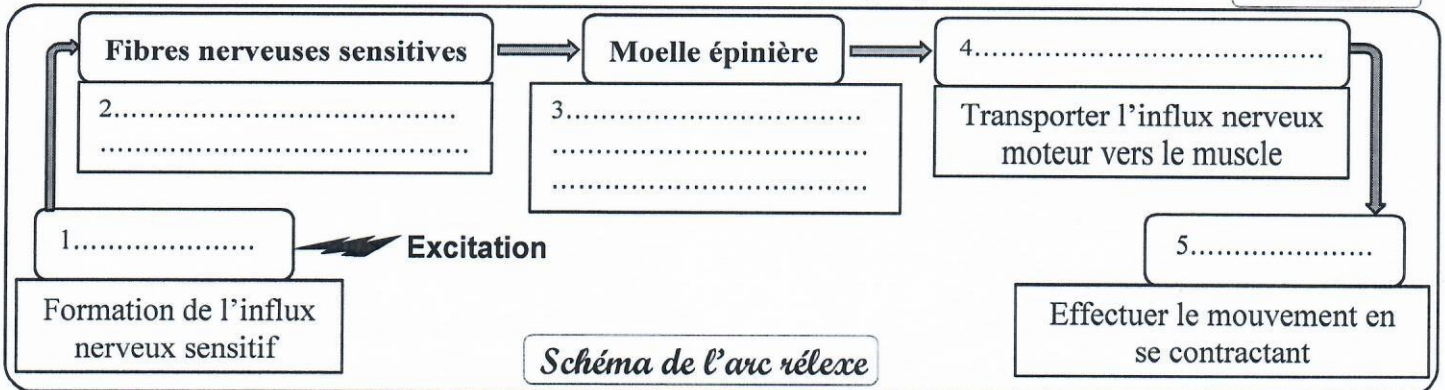 Fibres nerveuses sensitives
Moelle épinière
4..........................................
2..........................................
.............................................
3....................................
.......................................
.......................................
Transporter l'influx nerveux
moteur vers le muscle
1......................
Excitation
5......................
Formation de l'influx
nerveux sensitif
Effectuer le mouvement en
se contractant
Schéma de l'arc rélexe